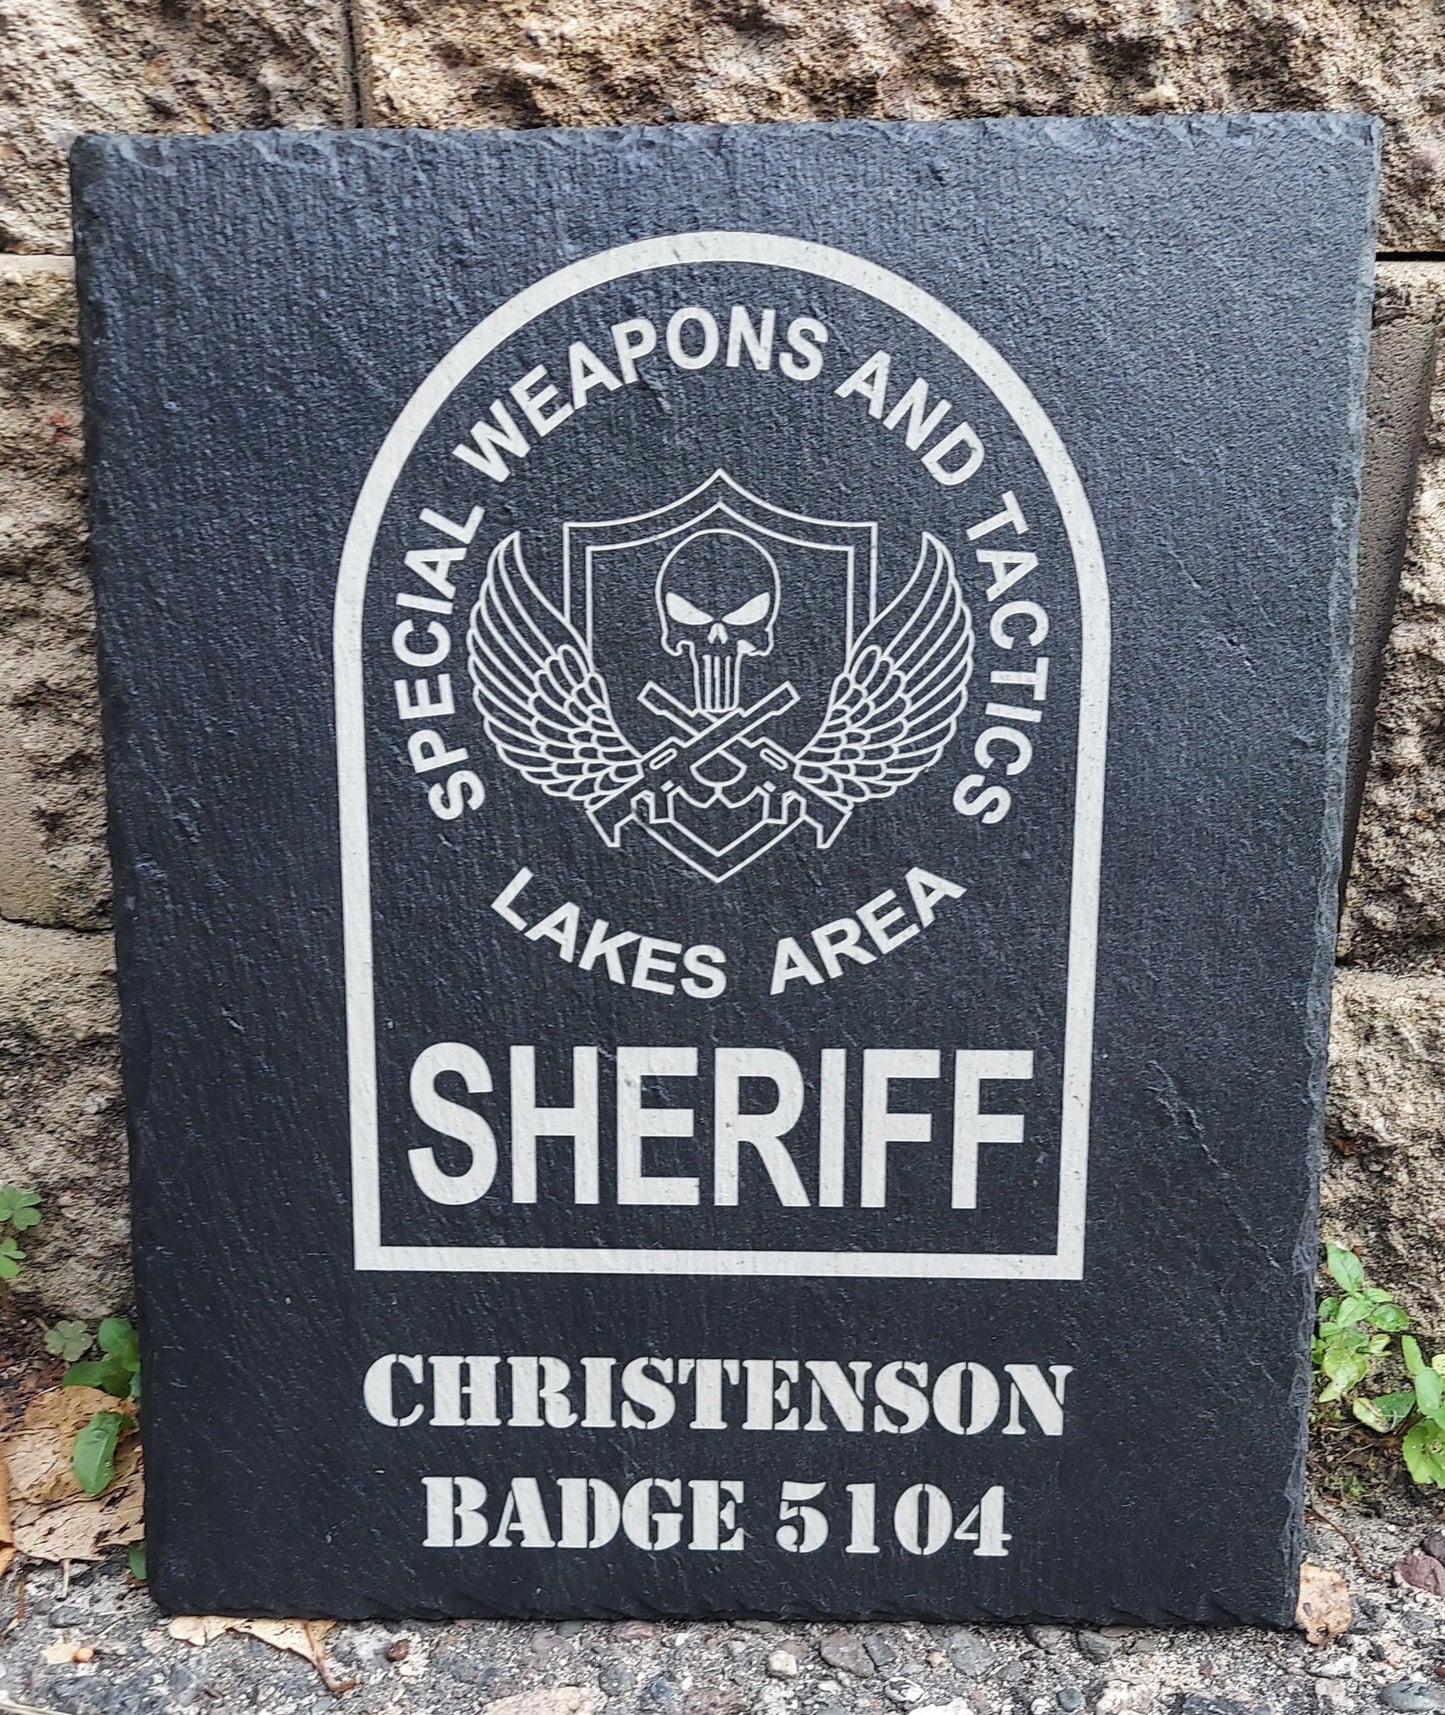 SPECIAL WEAPONS AND TACTICS
LAKES AREA
SHERIFF
CHRISTENSON
BADGE 5104